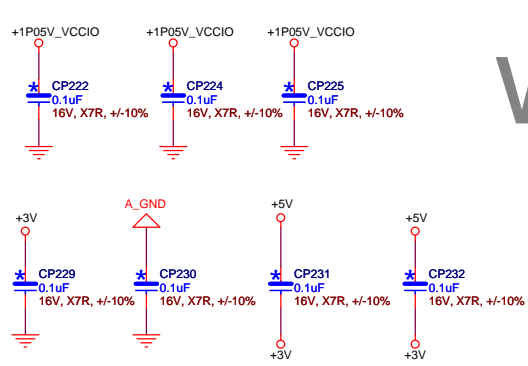 +1P05V_VCCIO +1P05V_VCCIO +1P05V_VCCIO
* CP222 * CP224 * CP225
0.1uF 0.1uF 0.1uF
16V, X7R, +/-10% 16V, X7R, +/-10% 16V, X7R, +/-10%
V
A_GND
+3V +5V +5V
* CP229 * CP230 * CP231 * CP232
0.1uF 0.1uF 0.1uF 0.1uF
16V, X7R, +/-10% 16V, X7R, +/-10% 16V, X7R, +/-10% 16V, X7R, +/-10%
+3V +3V